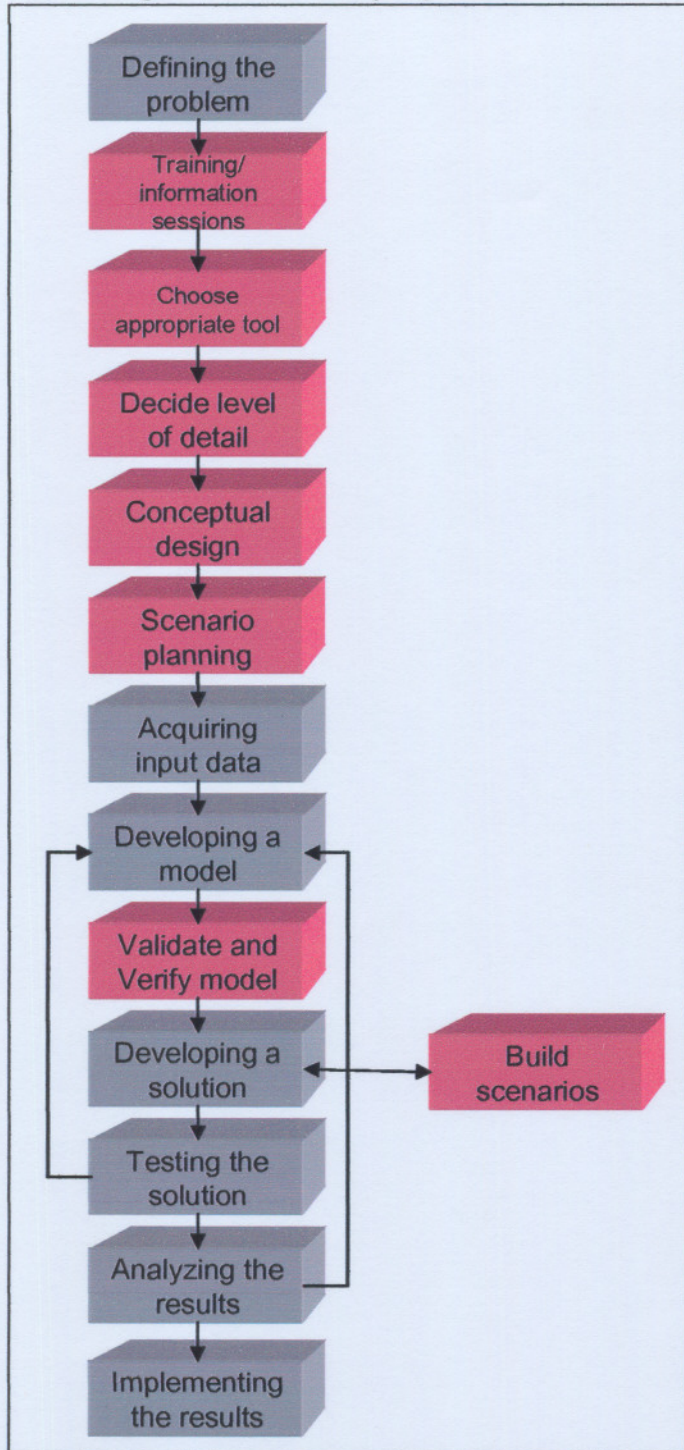 Defining the
problem
Training/
information
sessions
Choose
appropriate tool
Decide level
of detail
Conceptual
design
Scenario
planning
Acquiring
input data
Developing a
model
Validate and
Verify model
Developing a
solution
Build
scenarios
Testing the
solution
Analyzing the
results
Implementing
the results